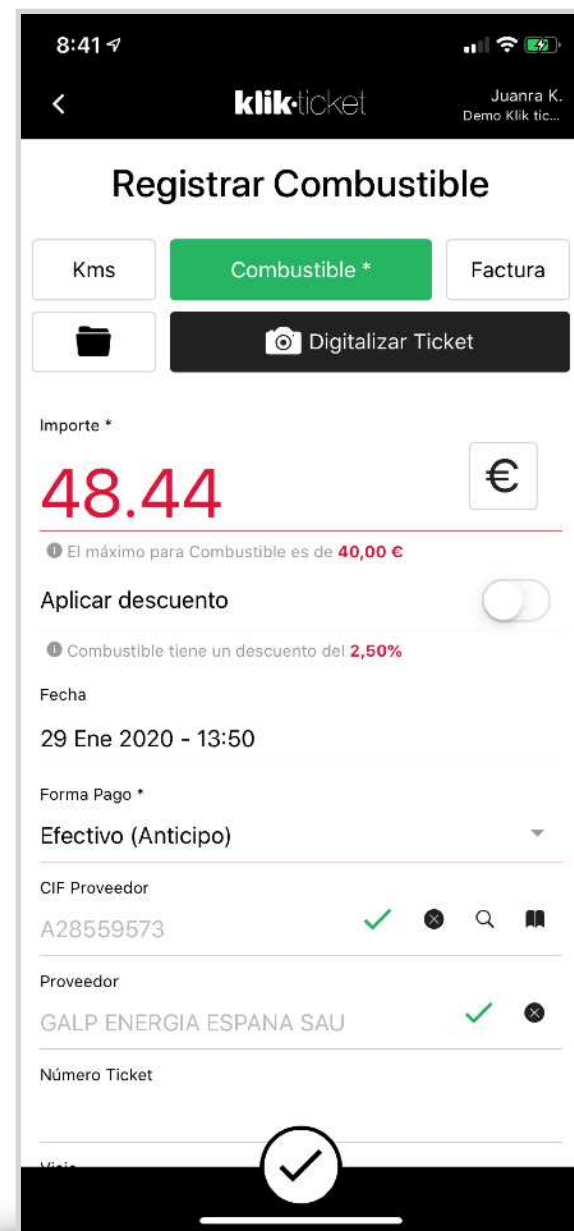 8:41
klik·ticket
Juanra K.
Demo Klik tic...
Registrar Combustible
Kms
Combustible *
Factura
Digitalizar Ticket
Importe *
48.44
€
El máximo para Combustible es de 40,00 €
Aplicar descuento
Combustible tiene un descuento del 2,50%
Fecha
29 Ene 2020 - 13:50
Forma Pago *
Efectivo (Anticipo)
CIF Proveedor
A28559573
Proveedor
GALP ENERGIA ESPANA SAU
Número Ticket